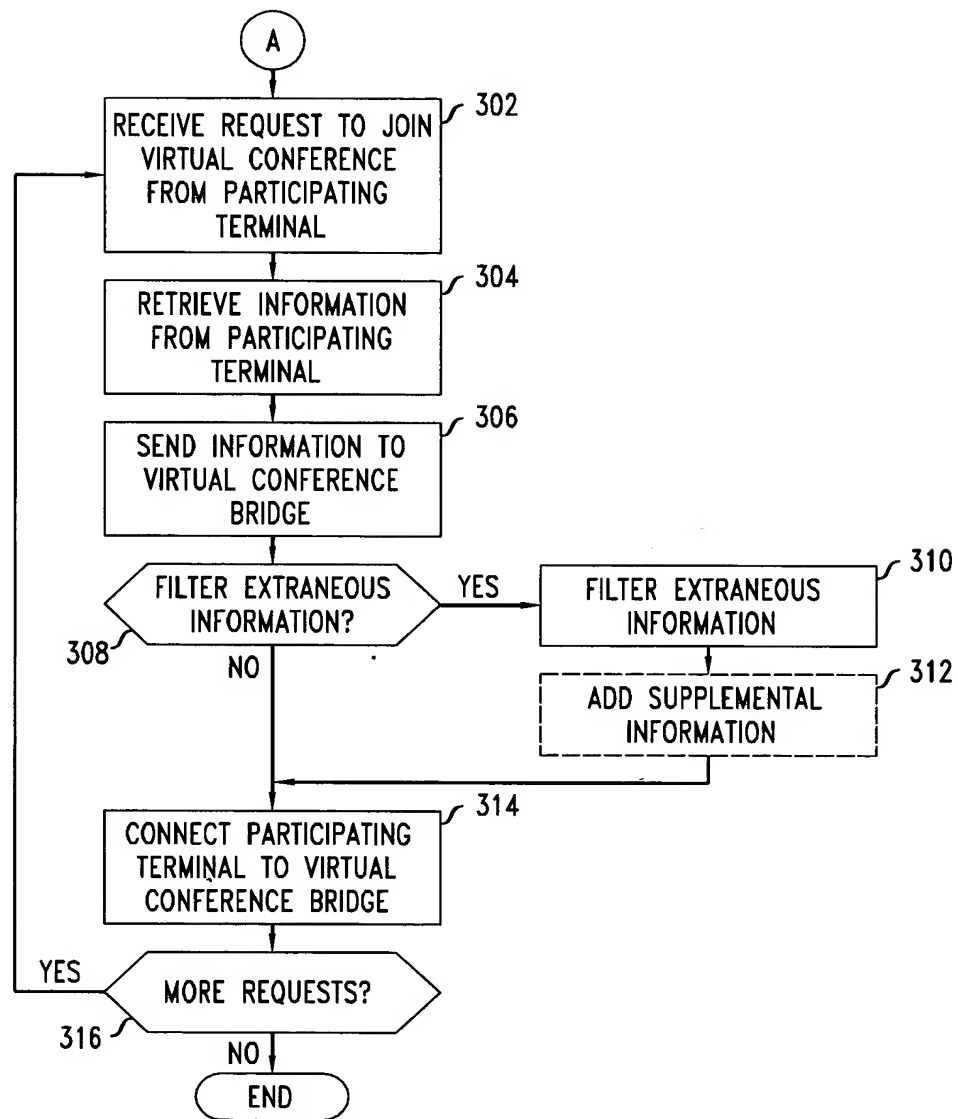 A
RECEIVE REQUEST TO JOIN
VIRTUAL CONFERENCE
FROM PARTICIPATING
TERMINAL
302
RETRIEVE INFORMATION
FROM PARTICIPATING
TERMINAL
304
SEND INFORMATION TO
VIRTUAL CONFERENCE
BRIDGE
306
FILTER EXTRANEOUS
INFORMATION?
308
YES
NO
FILTER EXTRANEOUS
INFORMATION
310
ADD SUPPLEMENTAL
INFORMATION
312
CONNECT PARTICIPATING
TERMINAL TO VIRTUAL
CONFERENCE BRIDGE
314
YES
MORE REQUESTS?
316
NO
END